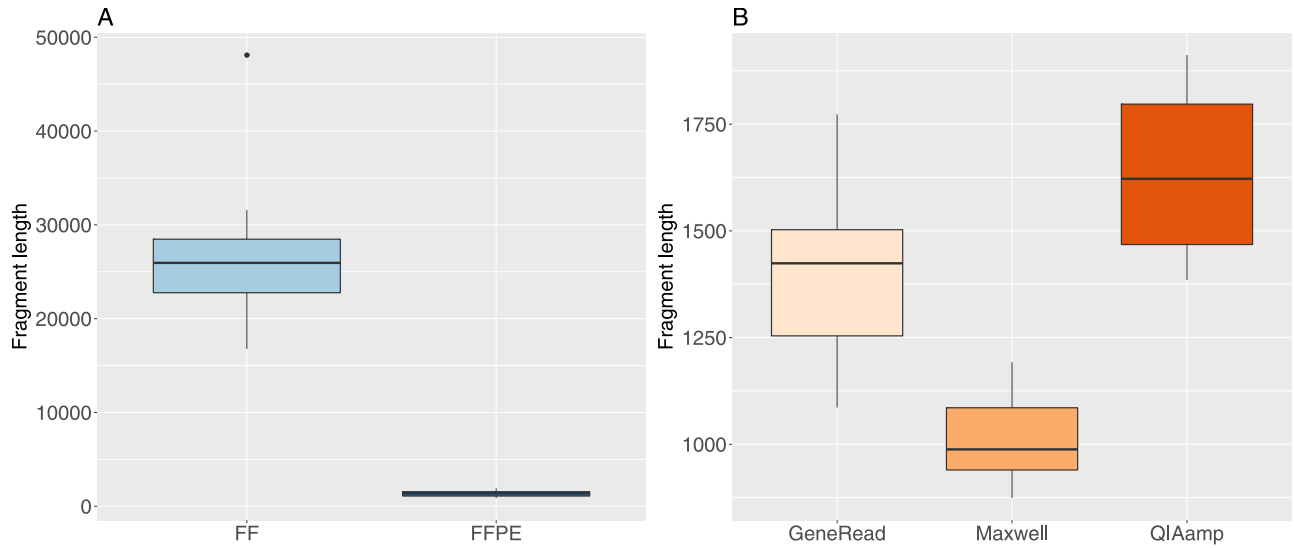 A
Fragment length
50000
40000
30000
20000
10000
0
FF FFPE
B
Fragment length
1750
1500
1250
1000
GeneRead Maxwell QIAamp